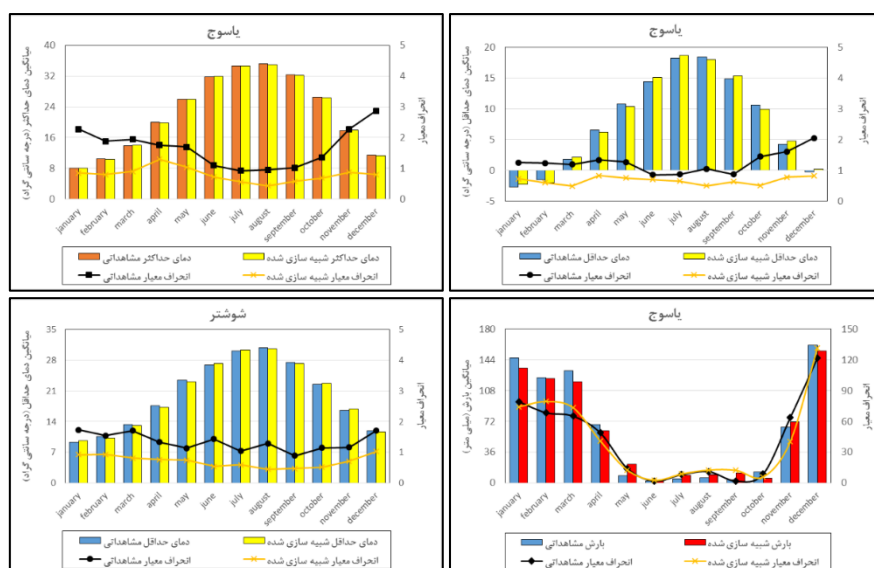 یاسوج
میانگین دمای حداکثر (درجه سانتی گراد)
40
32
24
16
8
0
5
4
3
2
1
0
انحراف معیار
january
february
march
april
may
june
july
august
september
october
november
december
دمای حداکثر مشاهداتی
دمای حداکثر شبیه سازی شده
انحراف معیار مشاهداتی
انحراف معیار شبیه سازی شده
یاسوج
میانگین دمای حداقل (درجه سانتی گراد)
20
15
10
5
0
-5
5
4
3
2
1
0
انحراف معیار
january
february
march
april
may
june
july
august
september
october
november
december
دمای حداقل مشاهداتی
دمای حداقل شبیه سازی شده
انحراف معیار مشاهداتی
انحراف معیار شبیه سازی شده
شوشتر
میانگین دمای حداقل (درجه سانتی گراد)
35
28
21
14
7
0
5
4
3
2
1
0
انحراف معیار
january
february
march
april
may
june
july
august
september
october
november
december
دمای حداقل مشاهداتی
دمای حداقل شبیه سازی شده
انحراف معیار مشاهداتی
انحراف معیار شبیه سازی شده
یاسوج
میانگین بارش (میلی متر)
180
144
108
72
36
0
150
120
90
60
30
0
انحراف معیار
january
february
march
april
may
june
july
august
september
october
november
december
بارش مشاهداتی
بارش شبیه سازی شده
انحراف معیار مشاهداتی
انحراف معیار شبیه سازی شده